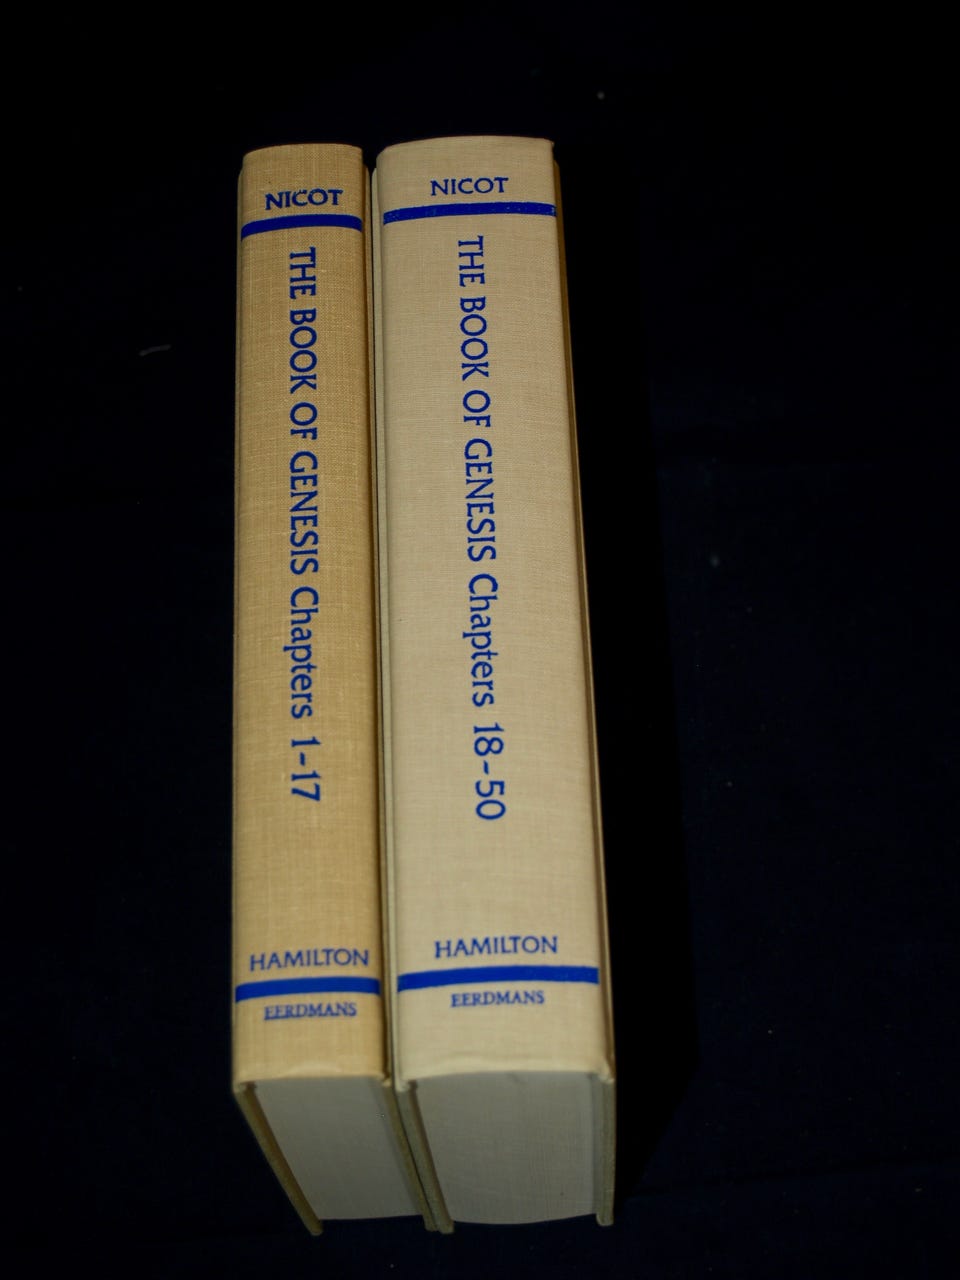 NICOT
THE BOOK OF GENESIS Chapters 1-17
HAMILTON
EERDMANS
NICOT
THE BOOK OF GENESIS Chapters 18-50
HAMILTON
EERDMANS